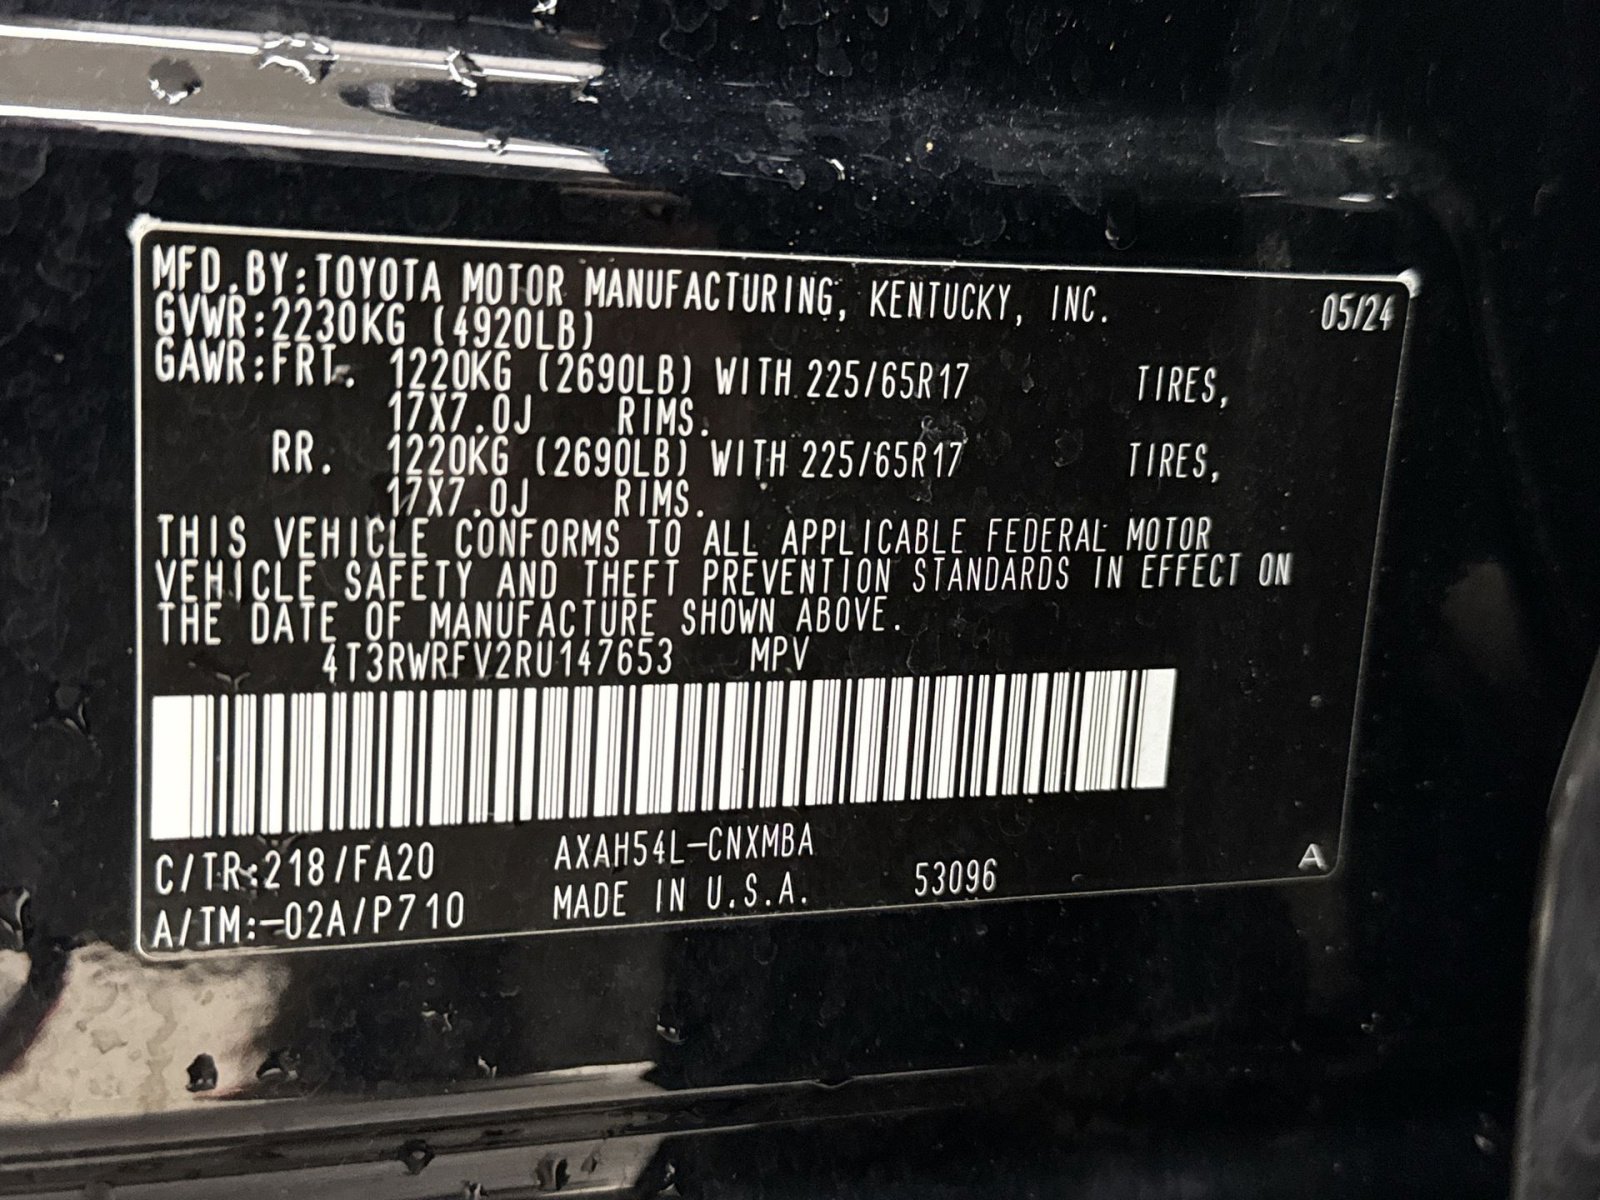 MFD.BY:TOYOTA MOTOR MANUFACTURING, KENTUCKY, INC. 05/24
GVWR:2230KG (4920LB)
GAWR:FRT. 1220KG (2690LB) WITH 225/65R17 TIRES,
17X7.0J RIMS.
RR. 1220KG (2690LB) WITH 225/65R17 TIRES,
17X7.0J RIMS.
THIS VEHICLE CONFORMS TO ALL APPLICABLE FEDERAL MOTOR
VEHICLE SAFETY AND THEFT PREVENTION STANDARDS IN EFFECT ON
THE DATE OF MANUFACTURE SHOWN ABOVE.
4T3RWRFV2RU147653 MPV
C/TR:218/FA20 AXAH54L-CNXMBA
A/TM:-02A/P710 MADE IN U.S.A. 53096 A